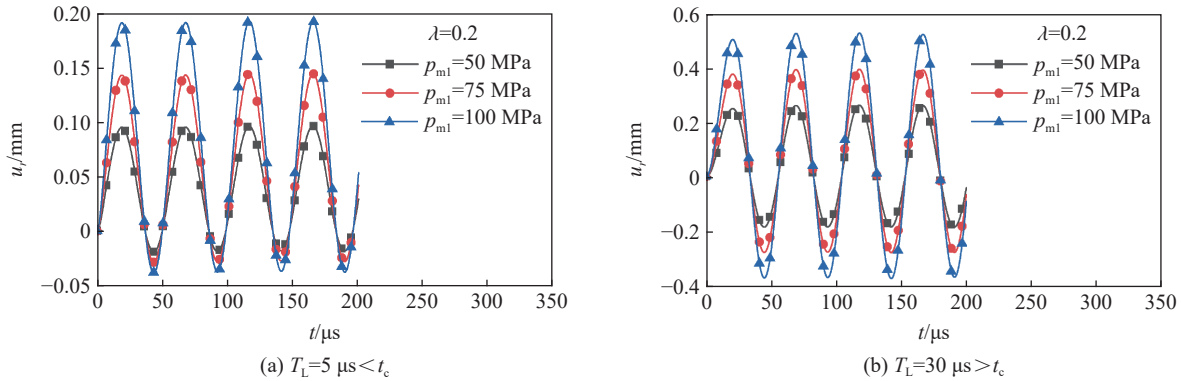 0.20
0.15
0.10
0.05
0
−0.05
u_r/mm
λ=0.2
p_m1=50 MPa
p_m1=75 MPa
p_m1=100 MPa
0 50 100 150 200 250 300 350
t/μs
(a) T_L=5 μs＜t_c
0.6
0.4
0.2
0
−0.2
−0.4
u_r/mm
λ=0.2
p_m1=50 MPa
p_m1=75 MPa
p_m1=100 MPa
0 50 100 150 200 250 300 350
t/μs
(b) T_L=30 μs＞t_c